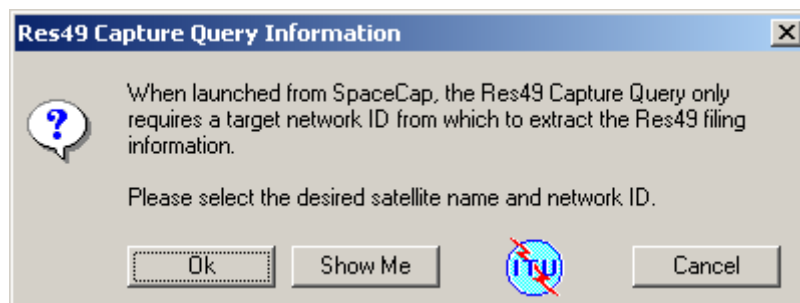 Res49 Capture Query Information
When launched from SpaceCap, the Res49 Capture Query only
requires a target network ID from which to extract the Res49 filing
information.
Please select the desired satellite name and network ID.
Ok
Show Me
ITU
Cancel